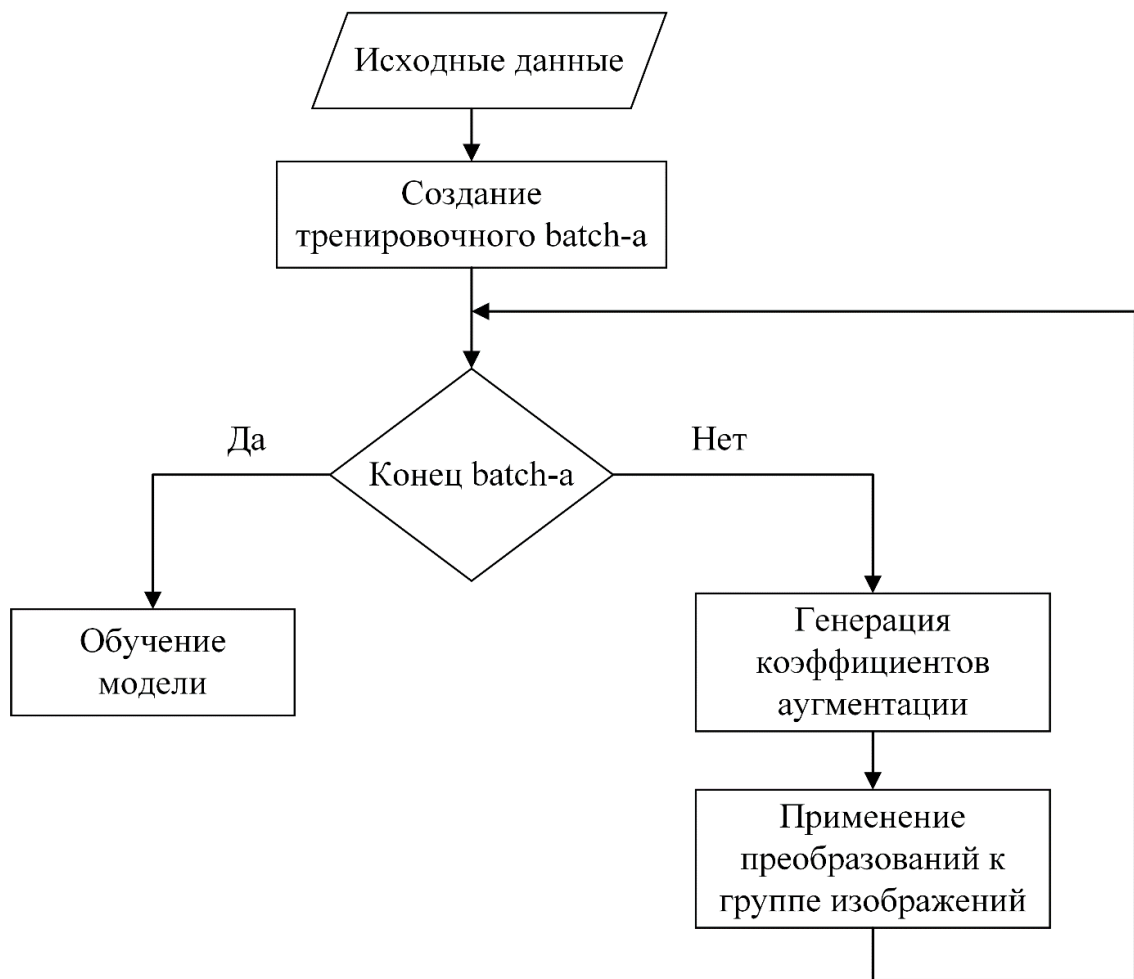 Исходные данные
Создание
тренировочного batch-а
Да
Нет
Конец batch-а
Обучение
модели
Генерация
коэффициентов
аугментации
Применение
преобразований к
группе изображений